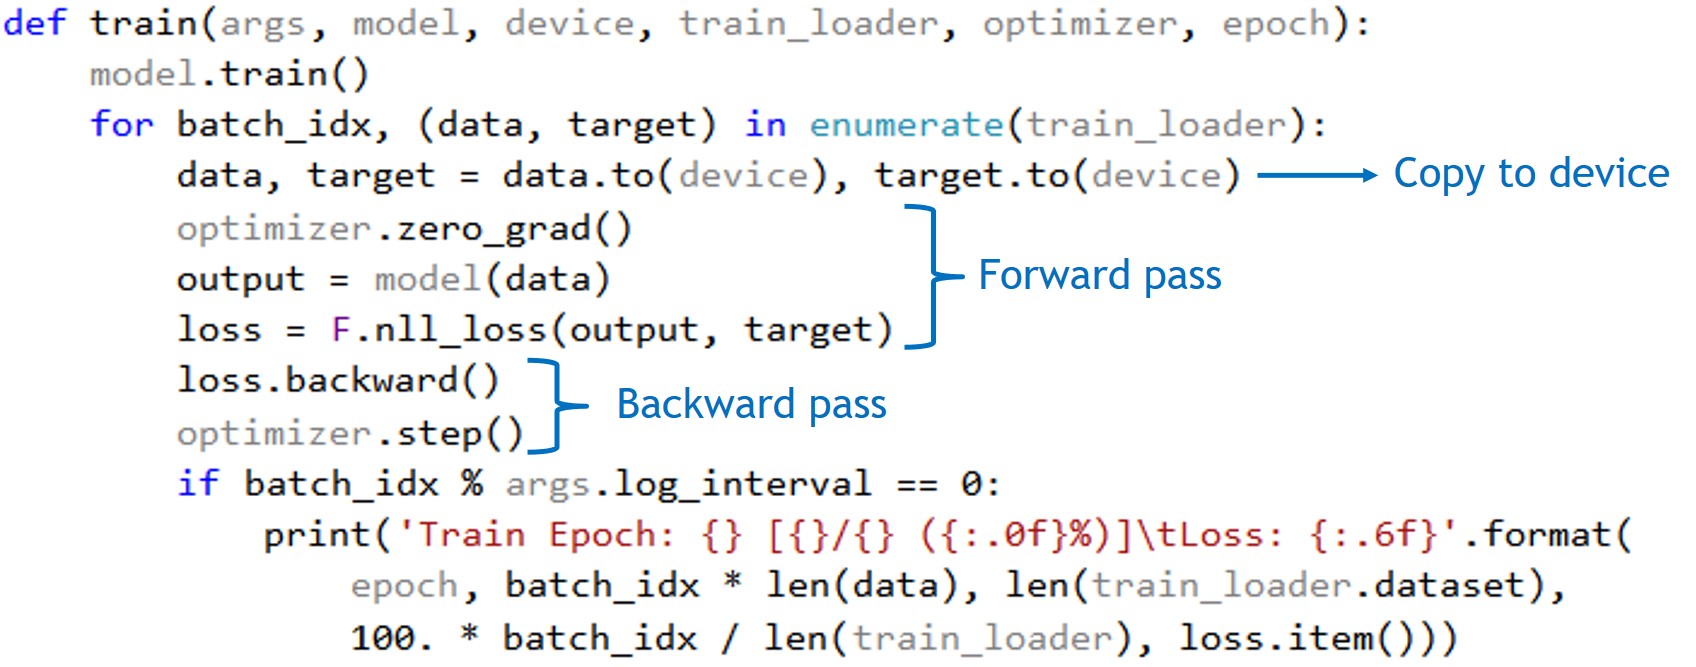 def train(args, model, device, train_loader, optimizer, epoch):
    model.train()
    for batch_idx, (data, target) in enumerate(train_loader):
        data, target = data.to(device), target.to(device) Copy to device
        optimizer.zero_grad()
        output = model(data)
Forward pass
        loss = F.nll_loss(output, target)
        loss.backward()
Backward pass
        optimizer.step()
        if batch_idx % args.log_interval == 0:
            print('Train Epoch: {} [{}/{} ({:.0f}%)]\tLoss: {:.6f}'.format(
                epoch, batch_idx * len(data), len(train_loader.dataset),
                100. * batch_idx / len(train_loader), loss.item()))